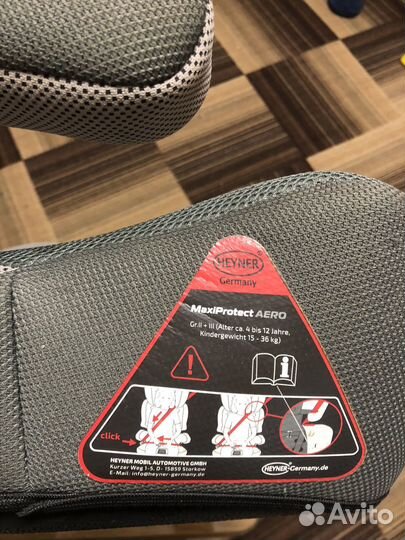 HEYNER
Germany
MaxiProtect AERO
Gr.II + III (Alter ca. 4 bis 12 Jahre,
Kindergewicht 15 - 36 kg)
click
HEYNER MOBIL AUTOMOTIVE GMBH
Kurzer Weg 1-5, D- 15859 Storkow
E-Mail: info@heyner-germany.de
HEYNER-Germany.de
Avito